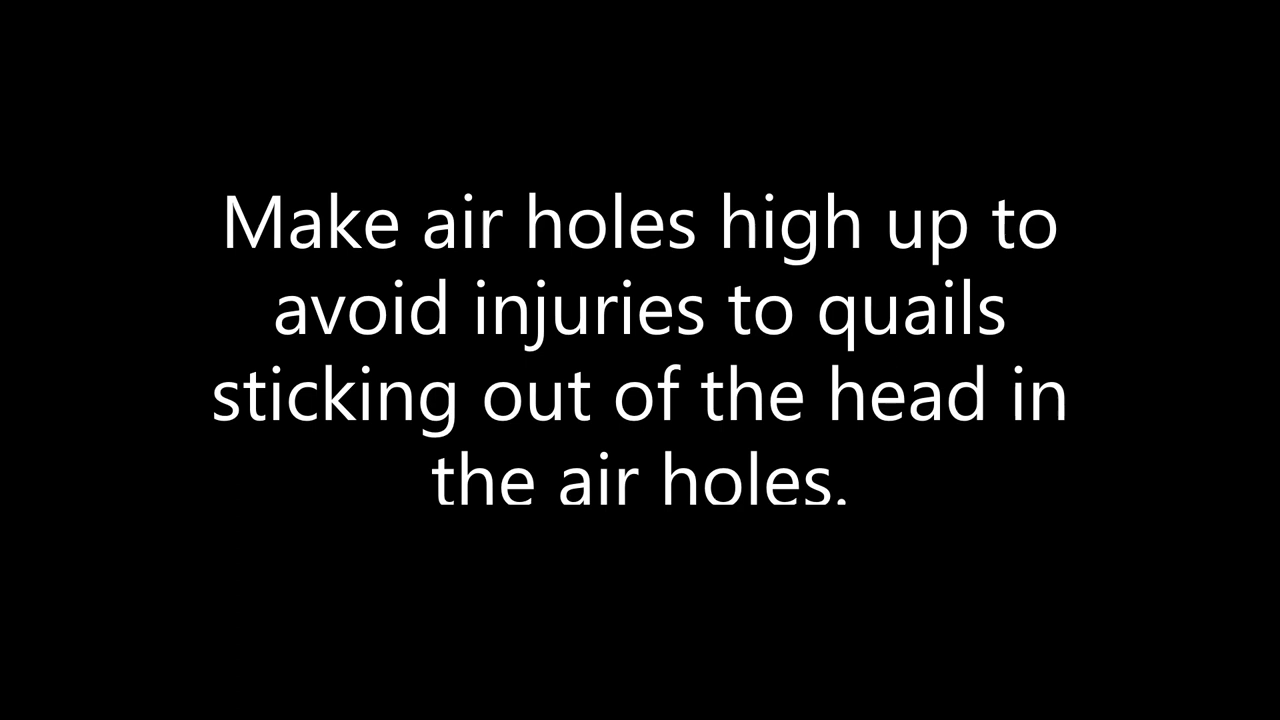 Make air holes high up to
avoid injuries to quails
sticking out of the head in
the air holes.